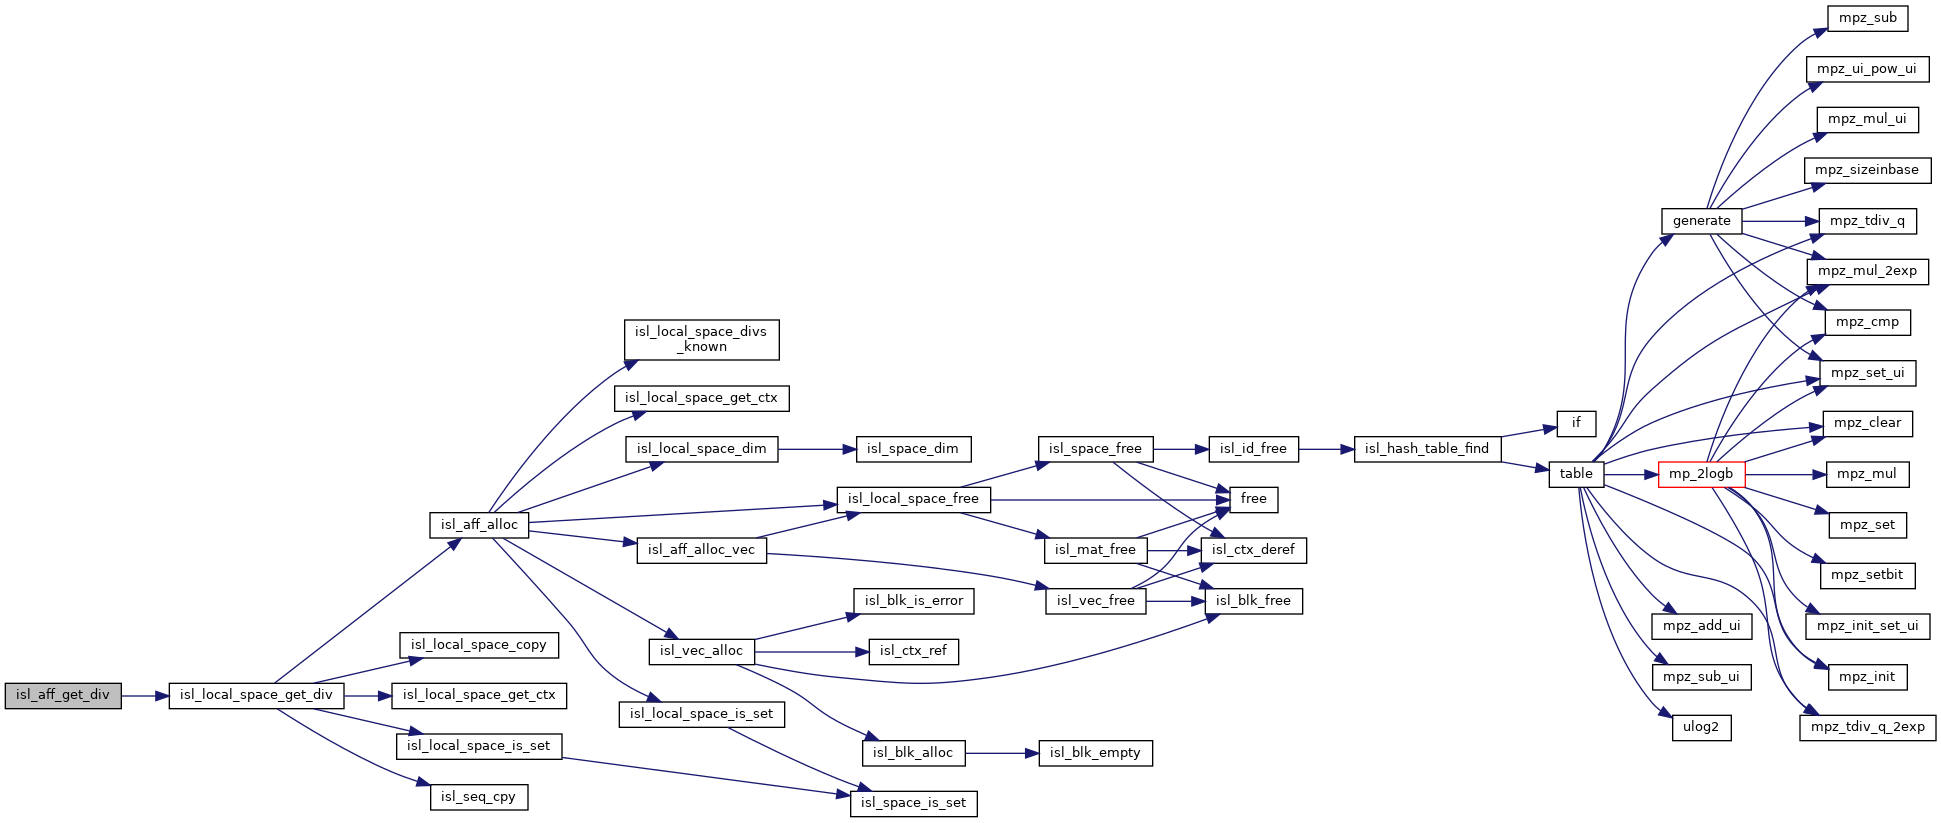 isl_aff_get_div
isl_local_space_get_div
isl_aff_alloc
isl_local_space_copy
isl_local_space_get_ctx
isl_local_space_is_set
isl_seq_cpy
isl_local_space_divs
_known
isl_local_space_get_ctx
isl_local_space_dim
isl_aff_alloc_vec
isl_vec_alloc
isl_local_space_is_set
isl_space_dim
isl_local_space_free
isl_blk_is_error
isl_ctx_ref
isl_blk_alloc
isl_space_is_set
isl_space_free
isl_mat_free
isl_vec_free
isl_blk_empty
isl_id_free
free
isl_ctx_deref
isl_blk_free
isl_hash_table_find
if
table
generate
mp_2logb
mpz_add_ui
mpz_sub_ui
ulog2
mpz_sub
mpz_ui_pow_ui
mpz_mul_ui
mpz_sizeinbase
mpz_tdiv_q
mpz_mul_2exp
mpz_cmp
mpz_set_ui
mpz_clear
mpz_mul
mpz_set
mpz_setbit
mpz_init_set_ui
mpz_init
mpz_tdiv_q_2exp